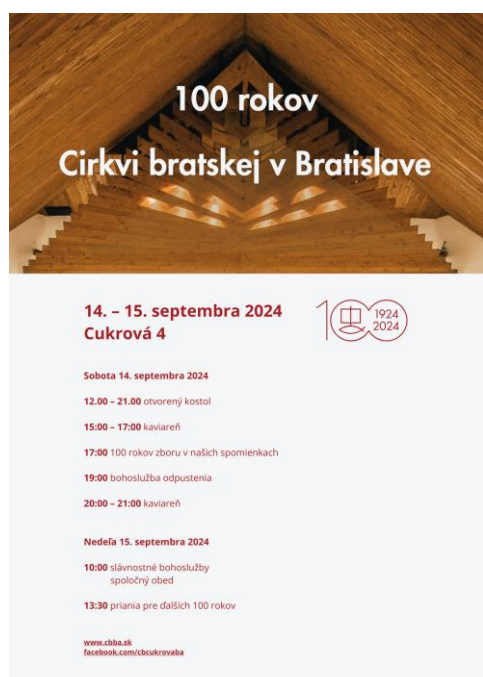 100 rokov
Cirkvi bratskej v Bratislave
14. – 15. septembra 2024
Cukrová 4
100
1924
2024
Sobota 14. septembra 2024
12.00 – 21.00 otvorený kostol
15:00 – 17:00 kaviareň
17:00 100 rokov zboru v našich spomienkach
19:00 bohoslužba odpustenia
20:00 – 21:00 kaviareň
Nedeľa 15. septembra 2024
10:00 slávnostné bohoslužby
spoločný obed
13:30 priania pre ďalších 100 rokov
www.cbba.sk
facebook.com/cbcukrovaba